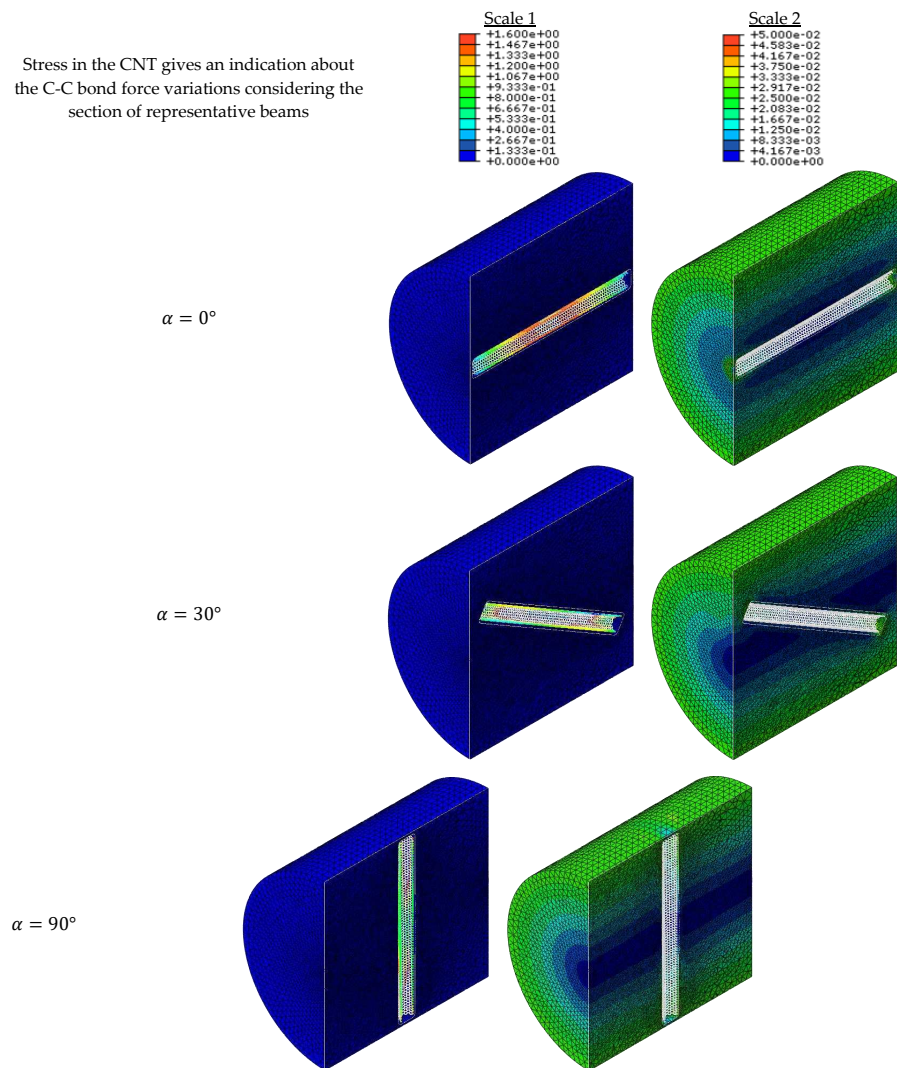 Scale 1
Scale 2
Stress in the CNT gives an indication about
the C-C bond force variations considering the
section of representative beams
+1.600e+00
+1.467e+00
+1.333e+00
+1.200e+00
+1.067e+00
+9.333e-01
+8.000e-01
+6.667e-01
+5.333e-01
+4.000e-01
+2.667e-01
+1.333e-01
+0.000e+00
+5.000e-02
+4.583e-02
+4.167e-02
+3.750e-02
+3.333e-02
+2.917e-02
+2.500e-02
+2.083e-02
+1.667e-02
+1.250e-02
+8.333e-03
+4.167e-03
+0.000e+00
α = 0°
α = 30°
α = 90°